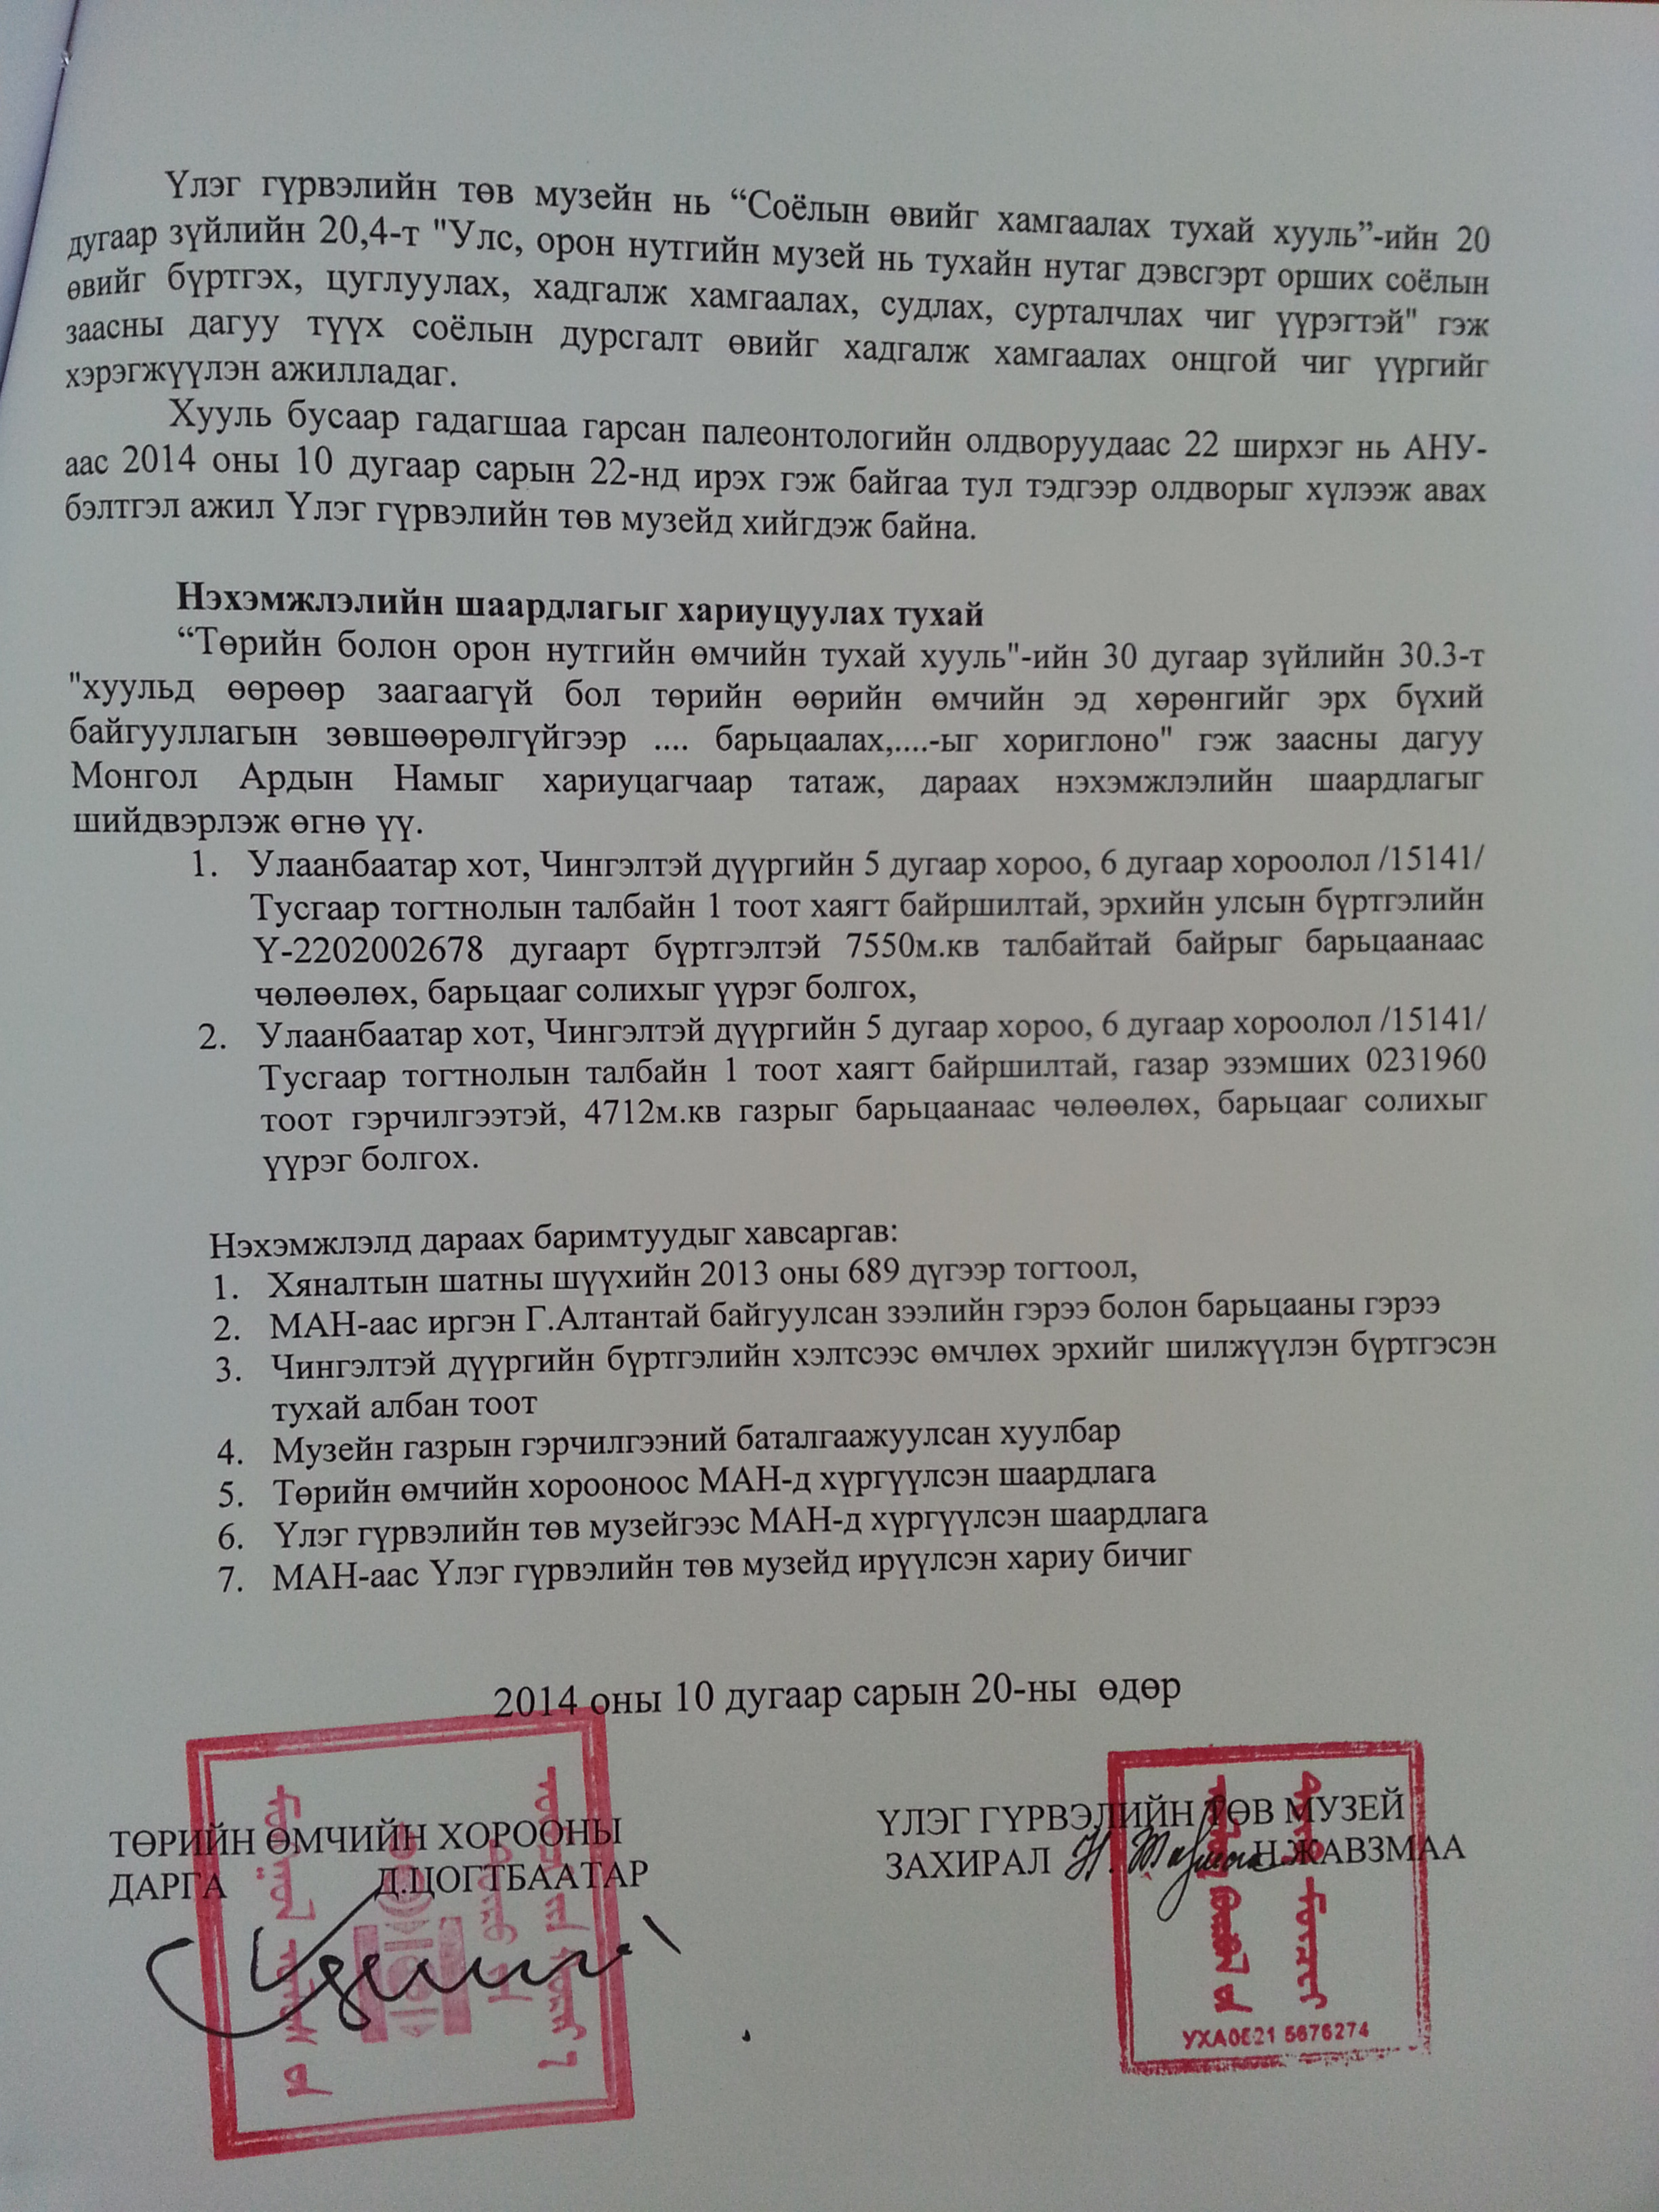 Үлэг гүрвэлийн төв музейн нь “Соёлын өвийг хамгаалах тухай хууль”-ийн 20
дугаар зүйлийн 20,4-т "Улс, орон нутгийн музей нь тухайн нутаг дэвсгэрт орших соёлын
өвийг бүртгэх, цуглуулах, хадгалж хамгаалах, судлах, сурталчлах чиг үүрэгтэй" гэж
заасны дагуу түүх соёлын дурсгалт өвийг хадгалж хамгаалах онцгой чиг үүргийг
хэрэгжүүлэн ажилладаг.
Хууль бусаар гадагшаа гарсан палеонтологийн олдворуудаас 22 ширхэг нь АНУ-
аас 2014 оны 10 дугаар сарын 22-нд ирэх гэж байгаа тул тэдгээр олдворыг хүлээж авах
бэлтгэл ажил Үлэг гүрвэлийн төв музейд хийгдэж байна.
Нэхэмжлэлийн шаардлагыг хариуцуулах тухай
“Төрийн болон орон нутгийн өмчийн тухай хууль"-ийн 30 дугаар зүйлийн 30.3-т
"хуульд өөрөөр заагаагүй бол төрийн өөрийн өмчийн эд хөрөнгийг эрх бүхий
байгууллагын зөвшөөрөлгүйгээр .... барьцаалах,....-ыг хориглоно" гэж заасны дагуу
Монгол Ардын Намыг хариуцагчаар татаж, дараах нэхэмжлэлийн шаардлагыг
шийдвэрлэж өгнө үү.
1. Улаанбаатар хот, Чингэлтэй дүүргийн 5 дугаар хороо, 6 дугаар хороолол /15141/
Тусгаар тогтнолын талбайн 1 тоот хаягт байршилтай, эрхийн улсын бүртгэлийн
Ү-2202002678 дугаарт бүртгэлтэй 7550м.кв талбайтай байрыг барьцаанаас
чөлөөлөх, барьцааг солихыг үүрэг болгох,
2. Улаанбаатар хот, Чингэлтэй дүүргийн 5 дугаар хороо, 6 дугаар хороолол /15141/
Тусгаар тогтнолын талбайн 1 тоот хаягт байршилтай, газар эзэмших 0231960
тоот гэрчилгээтэй, 4712м.кв газрыг барьцаанаас чөлөөлөх, барьцааг солихыг
үүрэг болгох.
Нэхэмжлэлд дараах баримтуудыг хавсаргав:
1. Хяналтын шатны шүүхийн 2013 оны 689 дүгээр тогтоол,
2. МАН-аас иргэн Г.Алтантай байгуулсан зээлийн гэрээ болон барьцааны гэрээ
3. Чингэлтэй дүүргийн бүртгэлийн хэлтсээс өмчлөх эрхийг шилжүүлэн бүртгэсэн
тухай албан тоот
4. Музейн газрын гэрчилгээний баталгаажуулсан хуулбар
5. Төрийн өмчийн хорооноос МАН-д хүргүүлсэн шаардлага
6. Үлэг гүрвэлийн төв музейгээс МАН-д хүргүүлсэн шаардлага
7. МАН-аас Үлэг гүрвэлийн төв музейд ирүүлсэн хариу бичиг
2014 оны 10 дугаар сарын 20-ны өдөр
ТӨРИЙН ӨМЧИЙН ХОРООНЫ
ДАРГА Д.ЦОГТБААТАР
ҮЛЭГ ГҮРВЭЛИЙН ТӨВ МУЗЕЙ
ЗАХИРАЛ Н.ЖАВЗМАА